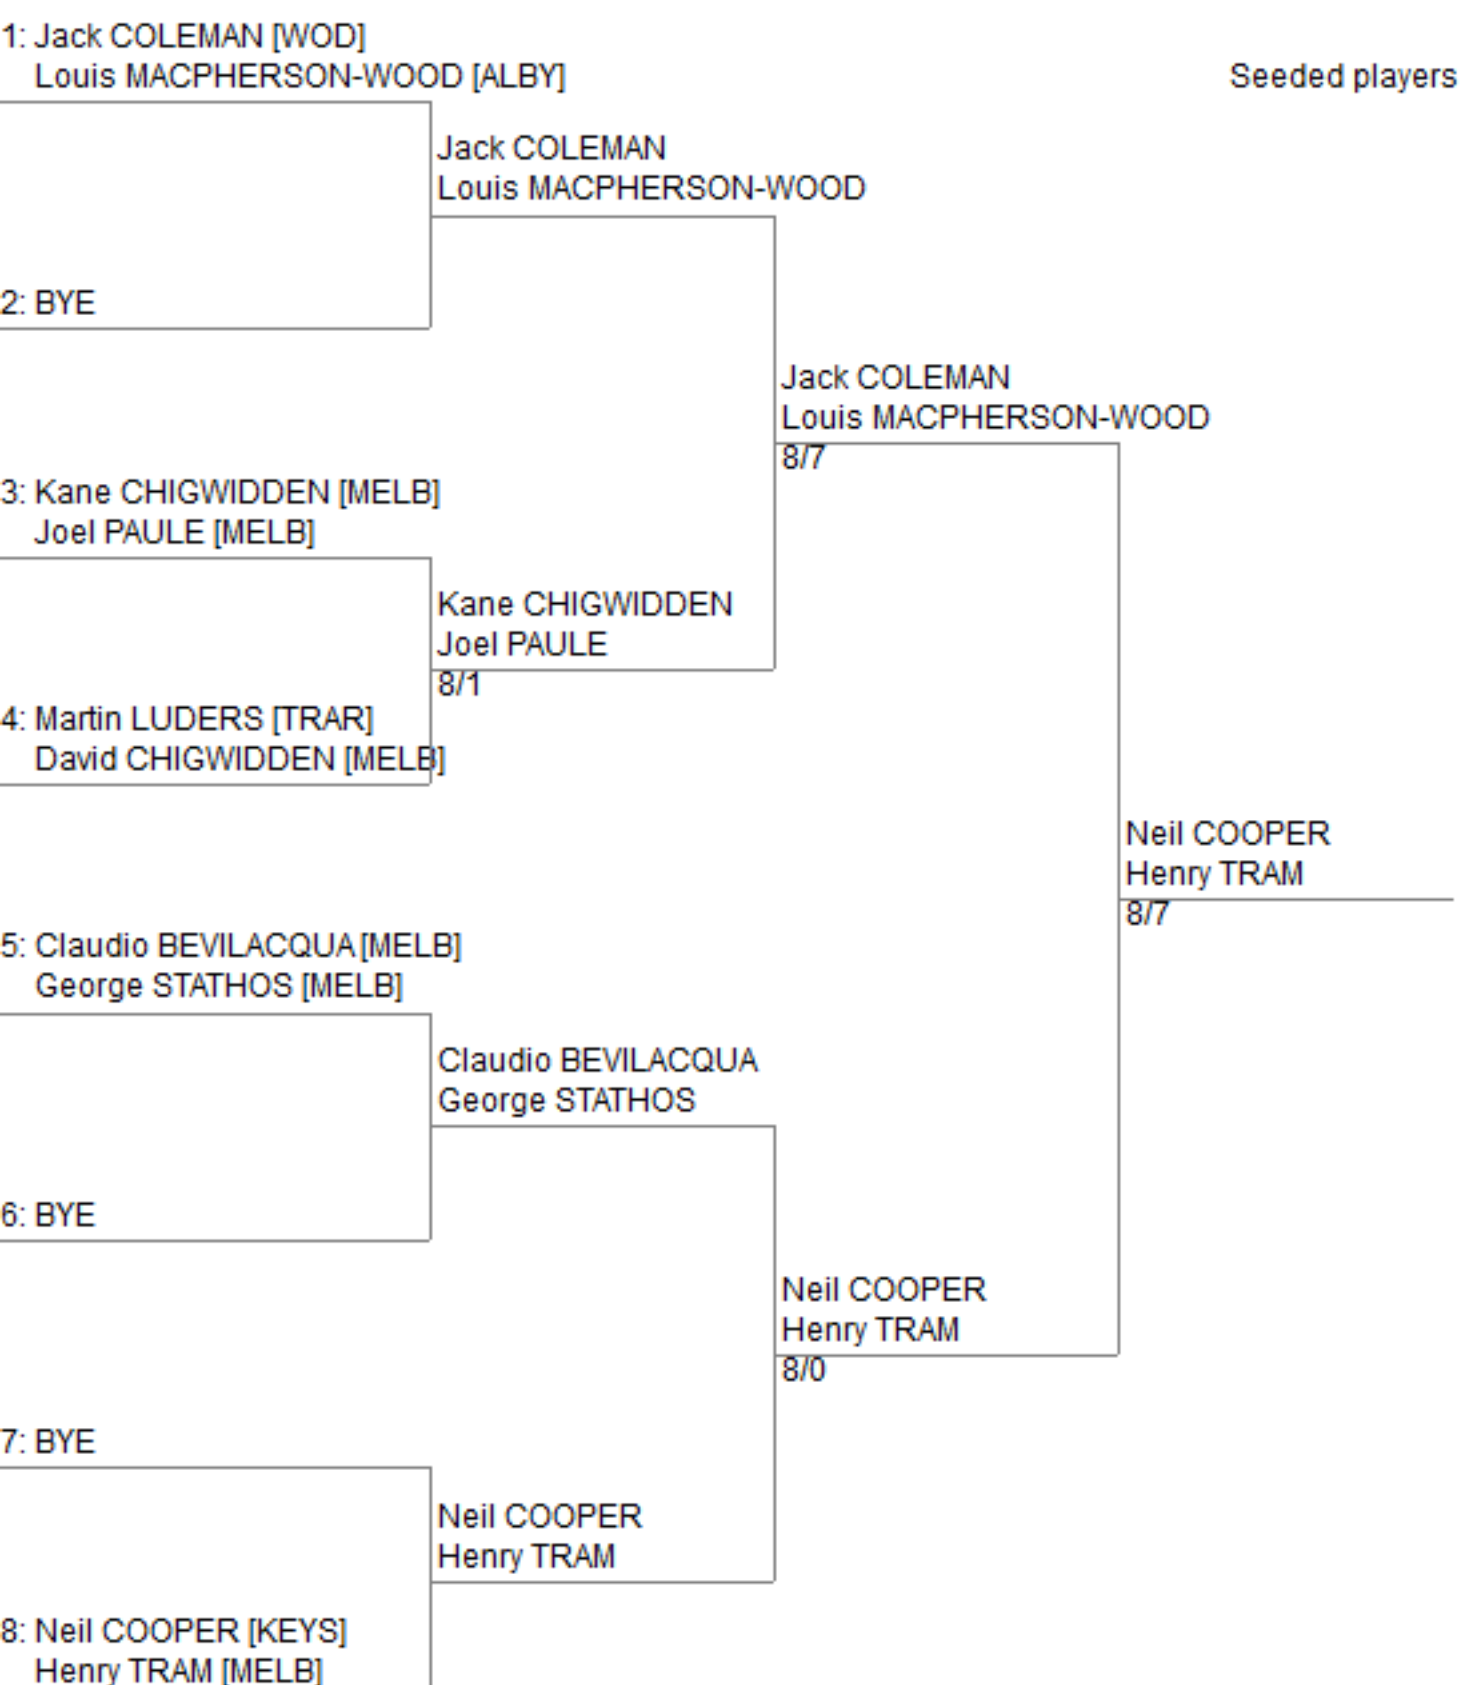 1: Jack COLEMAN [WOD]
Louis MACPHERSON-WOOD [ALBY]
Seeded players
Jack COLEMAN
Louis MACPHERSON-WOOD
2: BYE
Jack COLEMAN
Louis MACPHERSON-WOOD
8/7
3: Kane CHIGWIDDEN [MELB]
Joel PAULE [MELB]
Kane CHIGWIDDEN
Joel PAULE
8/1
4: Martin LUDERS [TRAR]
David CHIGWIDDEN [MELB]
Neil COOPER
Henry TRAM
8/7
5: Claudio BEVILACQUA [MELB]
George STATHOS [MELB]
Claudio BEVILACQUA
George STATHOS
6: BYE
Neil COOPER
Henry TRAM
8/0
7: BYE
Neil COOPER
Henry TRAM
8: Neil COOPER [KEYS]
Henry TRAM [MELB]